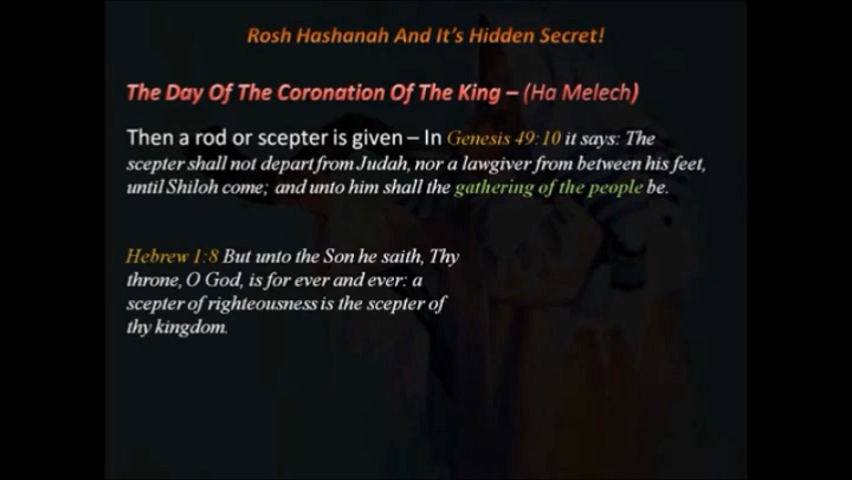 Rosh Hashanah And It's Hidden Secret!
The Day Of The Coronation Of The King – (Ha Melech)
Then a rod or scepter is given – In Genesis 49:10 it says: The
scepter shall not depart from Judah, nor a lawgiver from between his feet,
until Shiloh come; and unto him shall the gathering of the people be.
Hebrew 1:8 But unto the Son he saith, Thy
throne, O God, is for ever and ever: a
scepter of righteousness is the scepter of
thy kingdom.